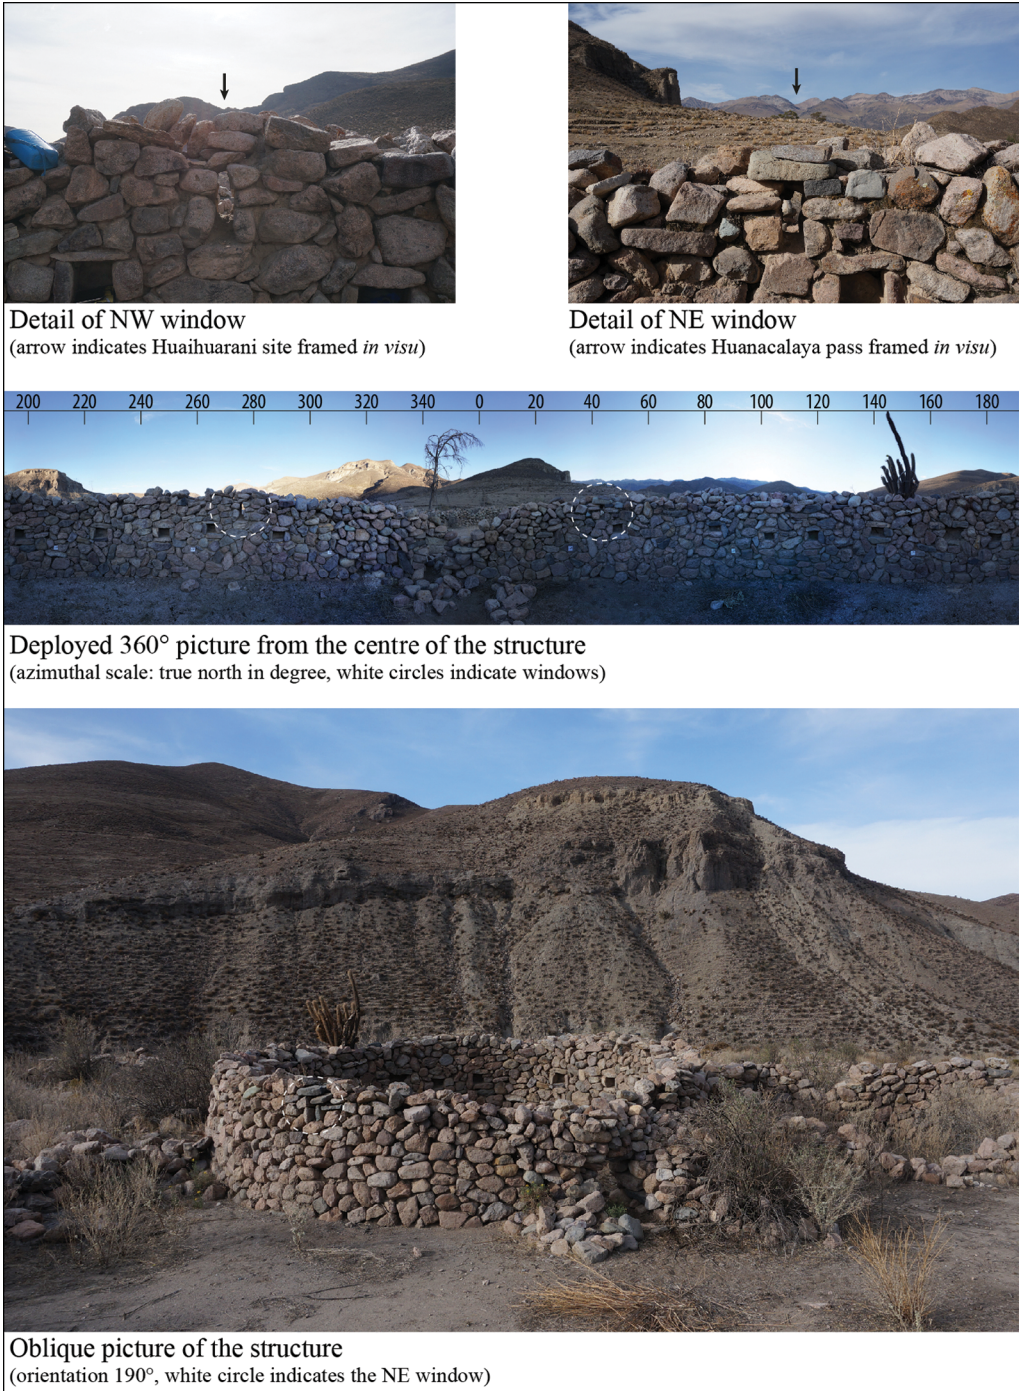 Detail of NW window
(arrow indicates Huaihuarani site framed in visu)
Detail of NE window
(arrow indicates Huanacalaya pass framed in visu)
200 220 240 260 280 300 320 340 0 20 40 60 80 100 120 140 160 180
Deployed 360° picture from the centre of the structure
(azimuthal scale: true north in degree, white circles indicate windows)
Oblique picture of the structure
(orientation 190°, white circle indicates the NE window)